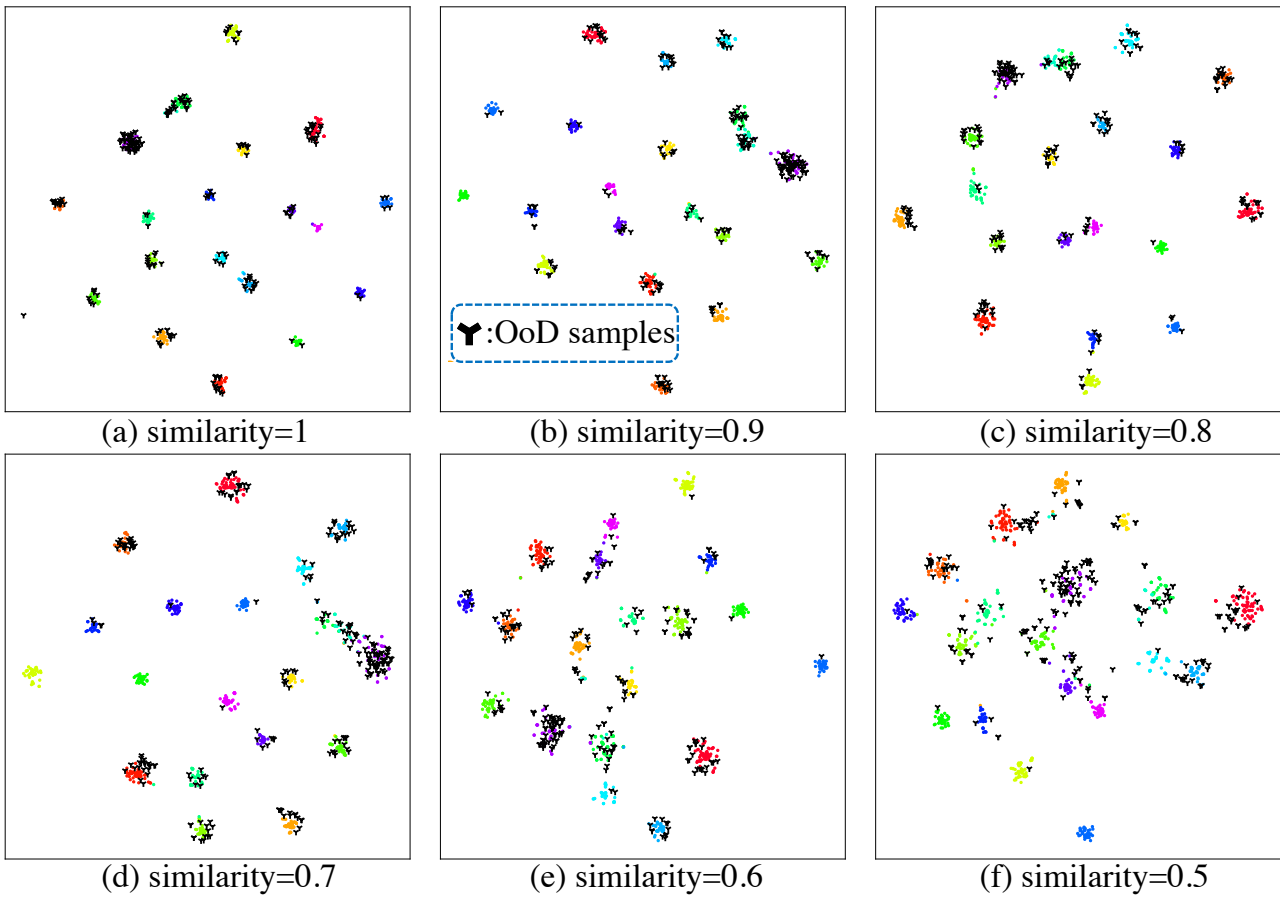 (a) similarity=1
:OoD samples
(b) similarity=0.9
(c) similarity=0.8
(d) similarity=0.7
(e) similarity=0.6
(f) similarity=0.5